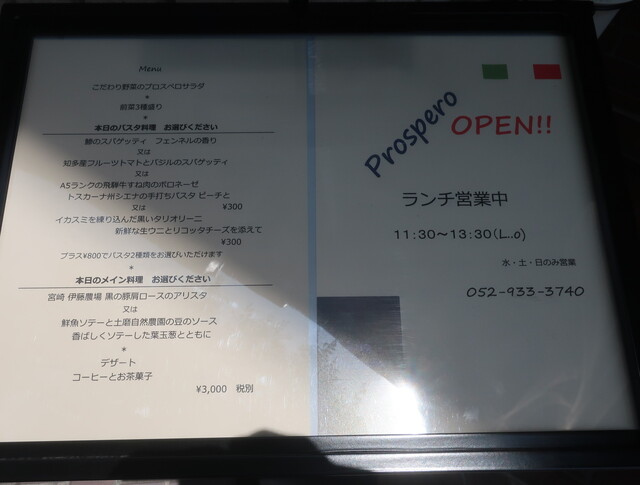 Menu
こだわり野菜のプロスペロサラダ
*
前菜3種盛り
*
本日のパスタ料理 お選びください
鯵のスパゲッティ フェンネルの香り
又は
知多産フルーツトマトとバジルのスパゲッティ
又は
A5ランクの飛騨牛すね肉のボロネーゼ
トスカーナ州シエナの手打ちパスタ ピーチと
又は ¥300
イカスミを練り込んだ黒いタリオリーニ
新鮮な生ウニとリコッタチーズを添えて
¥300
プラス¥800でパスタ2種類をお選びいただけます
*
本日のメイン料理 お選びください
宮崎 伊藤農場 黒の豚肩ロースのアリスタ
又は
鮮魚ソテーと土磨自然農園の豆のソース
香ばしくソテーした葉玉葱とともに
*
デザート
コーヒーとお茶菓子
¥3,000 税別
Prospero
OPEN!!
ランチ営業中
11:30～13:30(L.o)
水・土・日のみ営業
052-933-3740